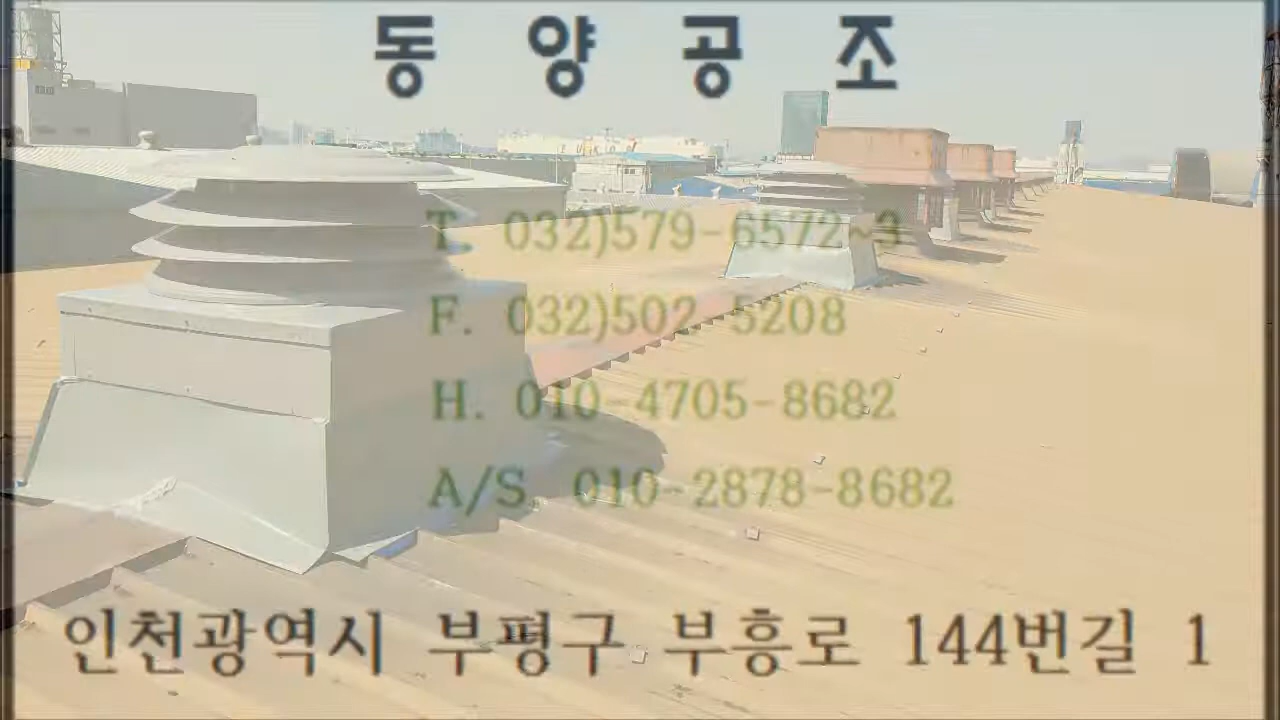 동 양 공 조
T. 032)579-6572~3
F. 032)502-5208
H. 010-4705-8682
A/S. 010-2878-8682
인천광역시 부평구 부흥로 144번길 1